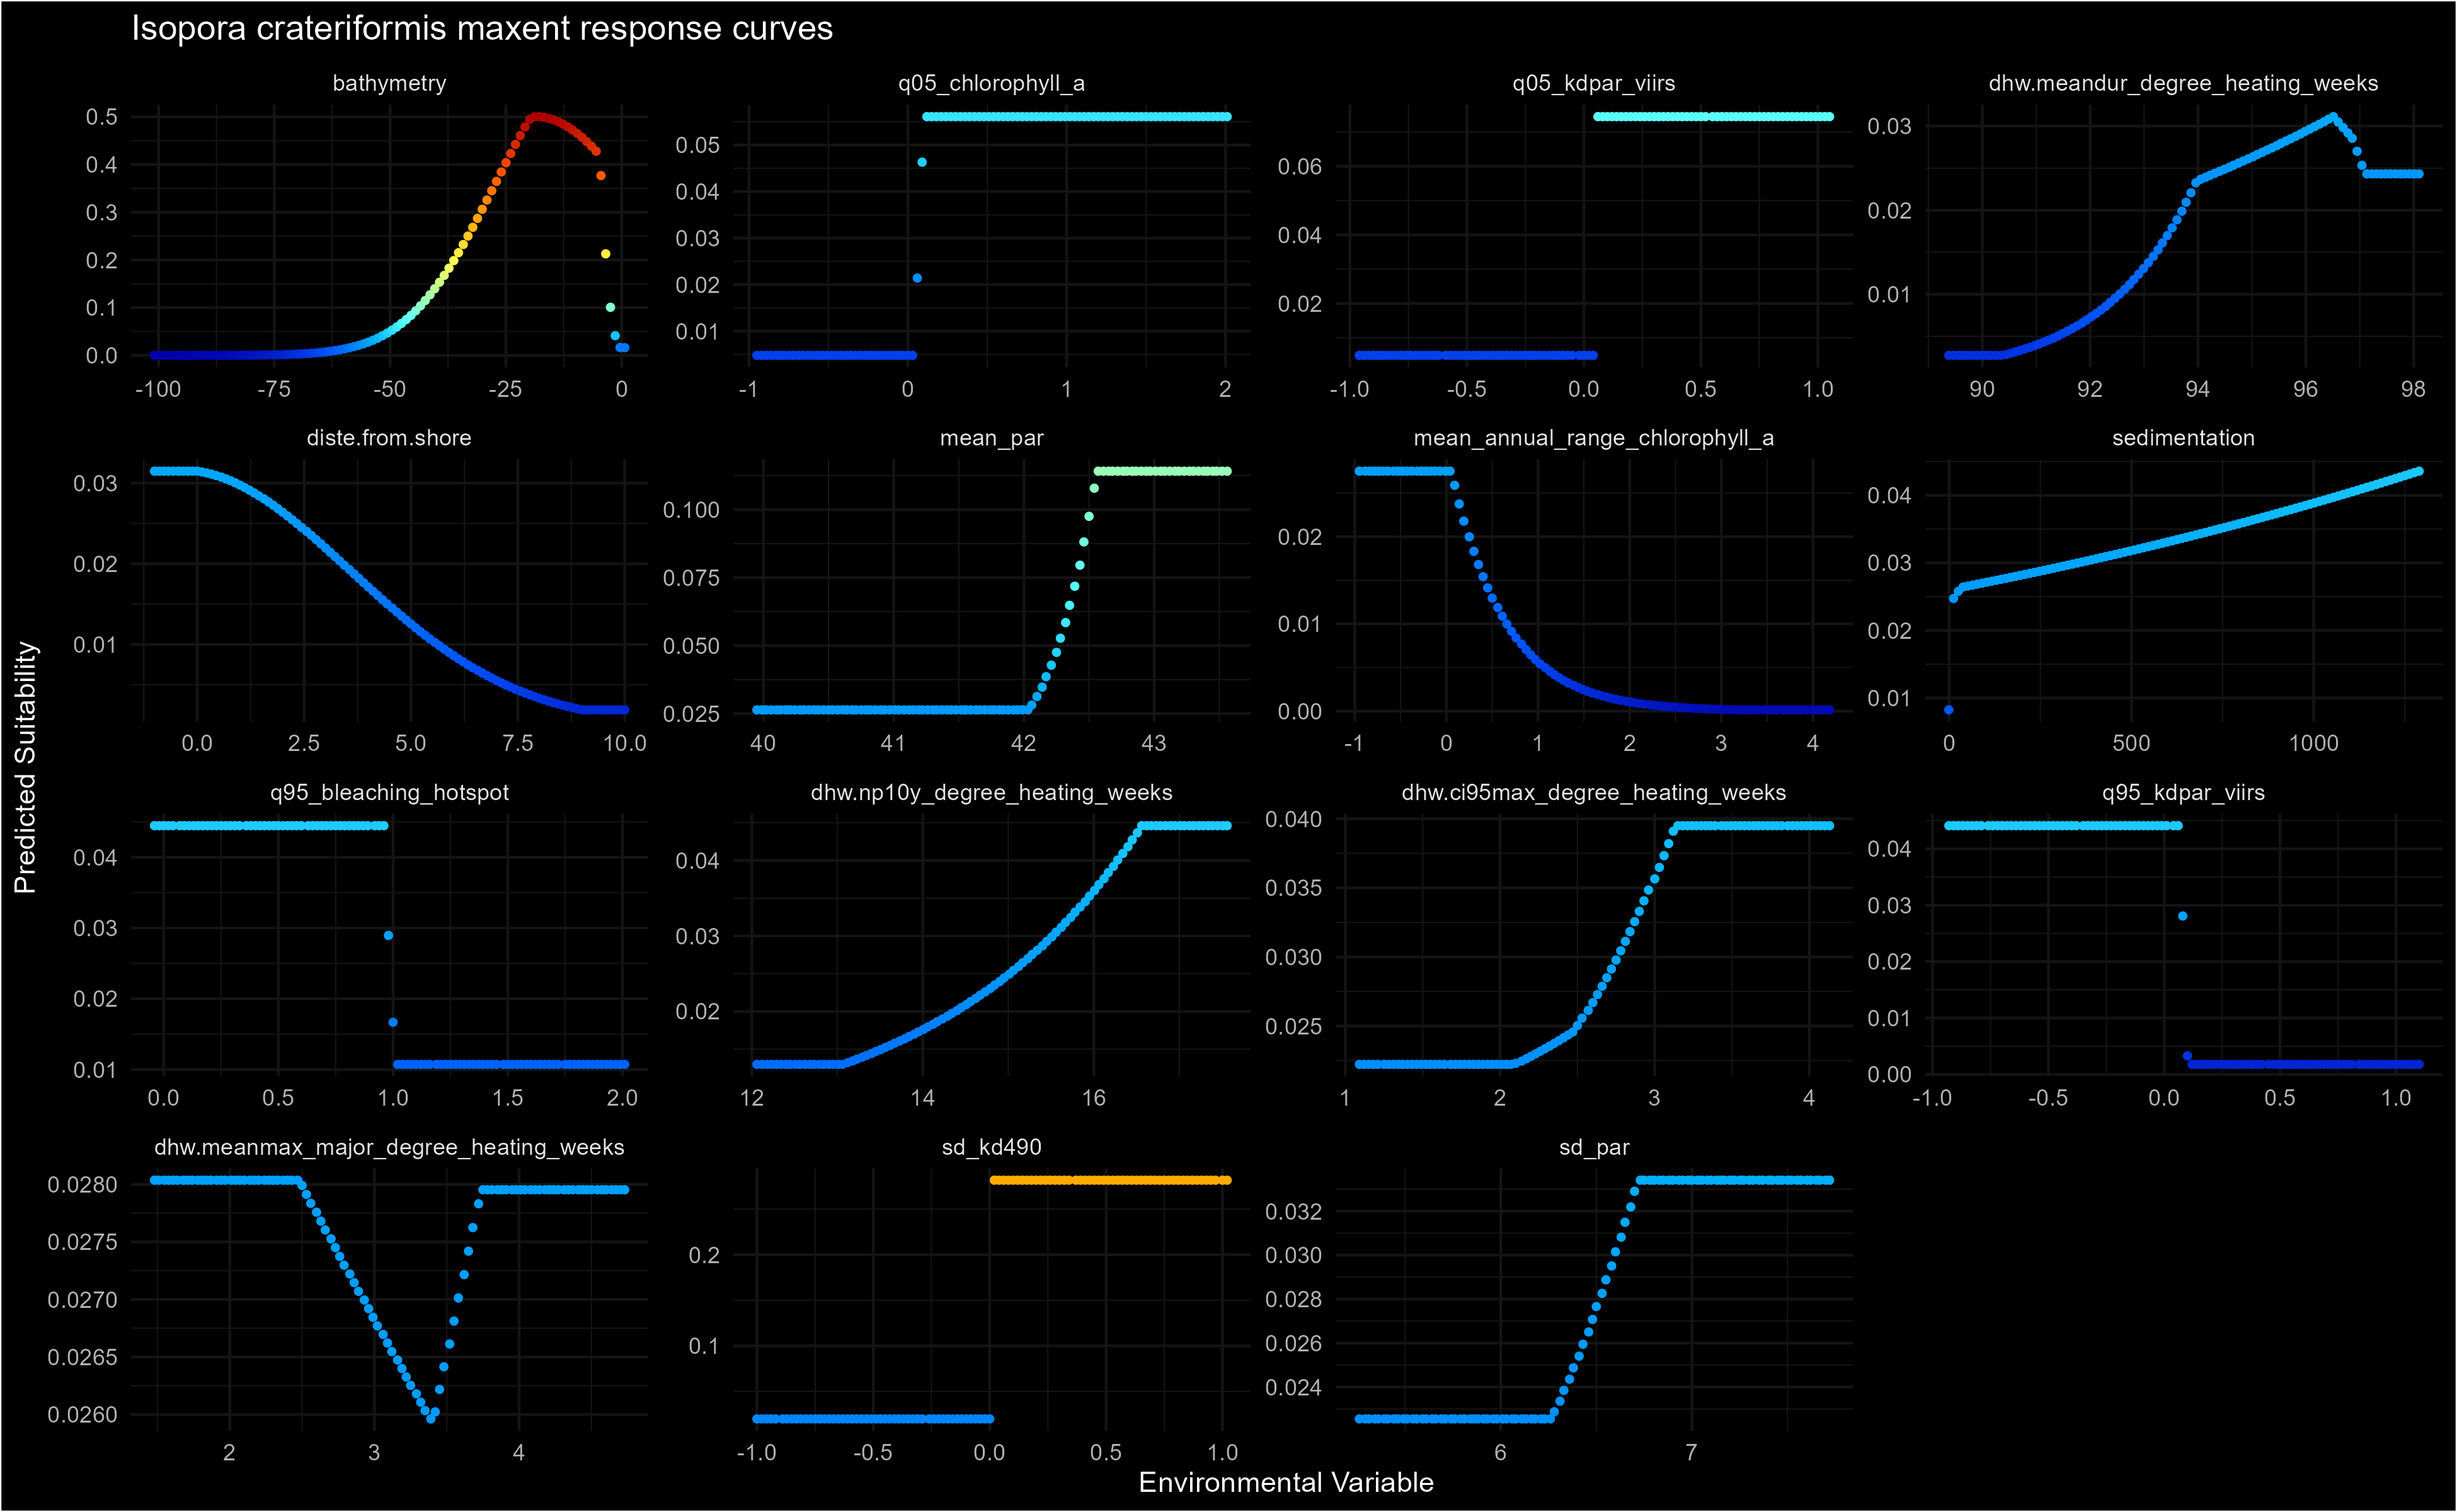 Isopora crateriformis maxent response curves
bathymetry q05_chlorophyll_a q05_kdpar_viirs dhw.meandur_degree_heating_weeks
0.5
0.4
0.3
0.2
0.1
0.0
-100 -75 -50 -25 0
0.05
0.04
0.03
0.02
0.01
-1 0 1 2
0.06
0.04
0.02
-1.0 -0.5 0.0 0.5 1.0
0.03
0.02
0.01
90 92 94 96 98
diste.from.shore mean_par mean_annual_range_chlorophyll_a sedimentation
0.03
0.02
0.01
0.0 2.5 5.0 7.5 10.0
0.100
0.075
0.050
0.025
40 41 42 43
0.02
0.01
0.00
-1 0 1 2 3 4
0.04
0.03
0.02
0.01
0 500 1000
q95_bleaching_hotspot dhw.np10y_degree_heating_weeks dhw.ci95max_degree_heating_weeks q95_kdpar_viirs
0.04
0.03
0.02
0.01
0.0 0.5 1.0 1.5 2.0
0.04
0.03
0.02
12 14 16
0.040
0.035
0.030
0.025
1 2 3 4
0.04
0.03
0.02
0.01
0.00
-1.0 -0.5 0.0 0.5 1.0
dhw.meanmax_major_degree_heating_weeks sd_kd490 sd_par
0.0280
0.0275
0.0270
0.0265
0.0260
2 3 4
0.2
0.1
-1.0 -0.5 0.0 0.5 1.0
0.032
0.030
0.028
0.026
0.024
6 7
Predicted Suitability
Environmental Variable